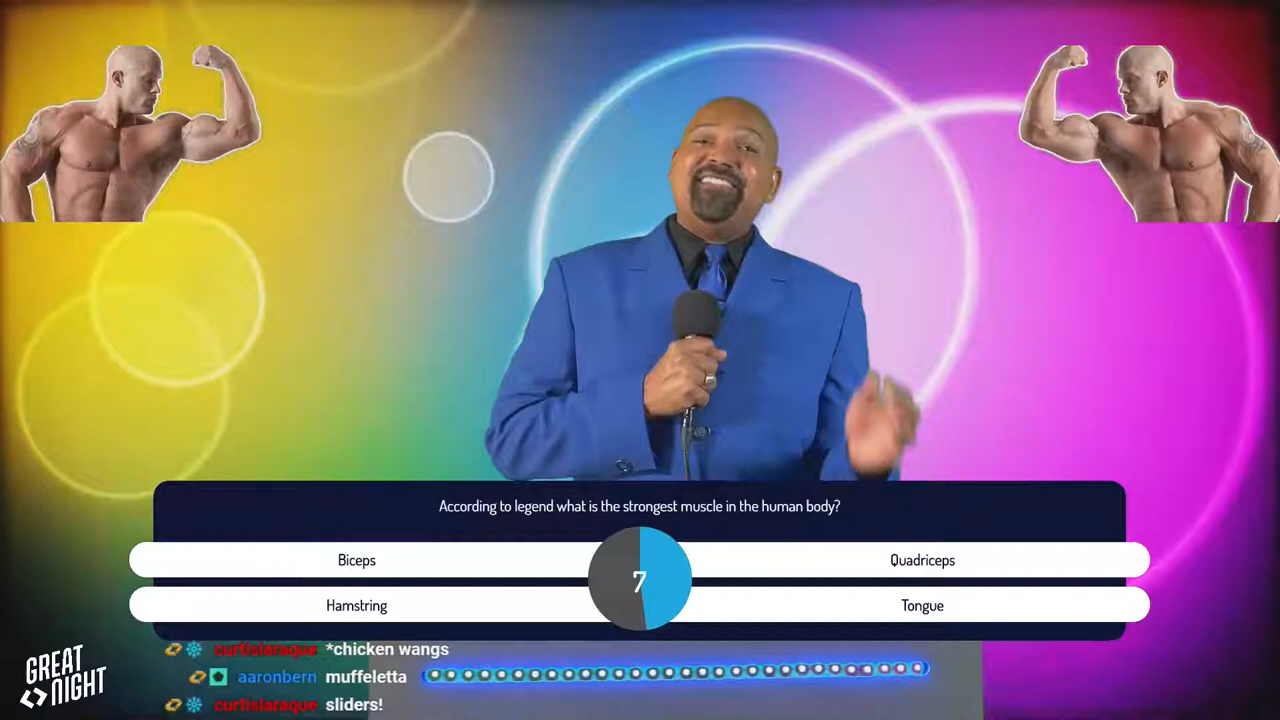 According to legend what is the strongest muscle in the human body?
Biceps
Quadriceps
7
Hamstring
Tongue
curtislaraque *chicken wangs
aaronbern muffeletta
curtislaraque sliders!
GREAT
NIGHT